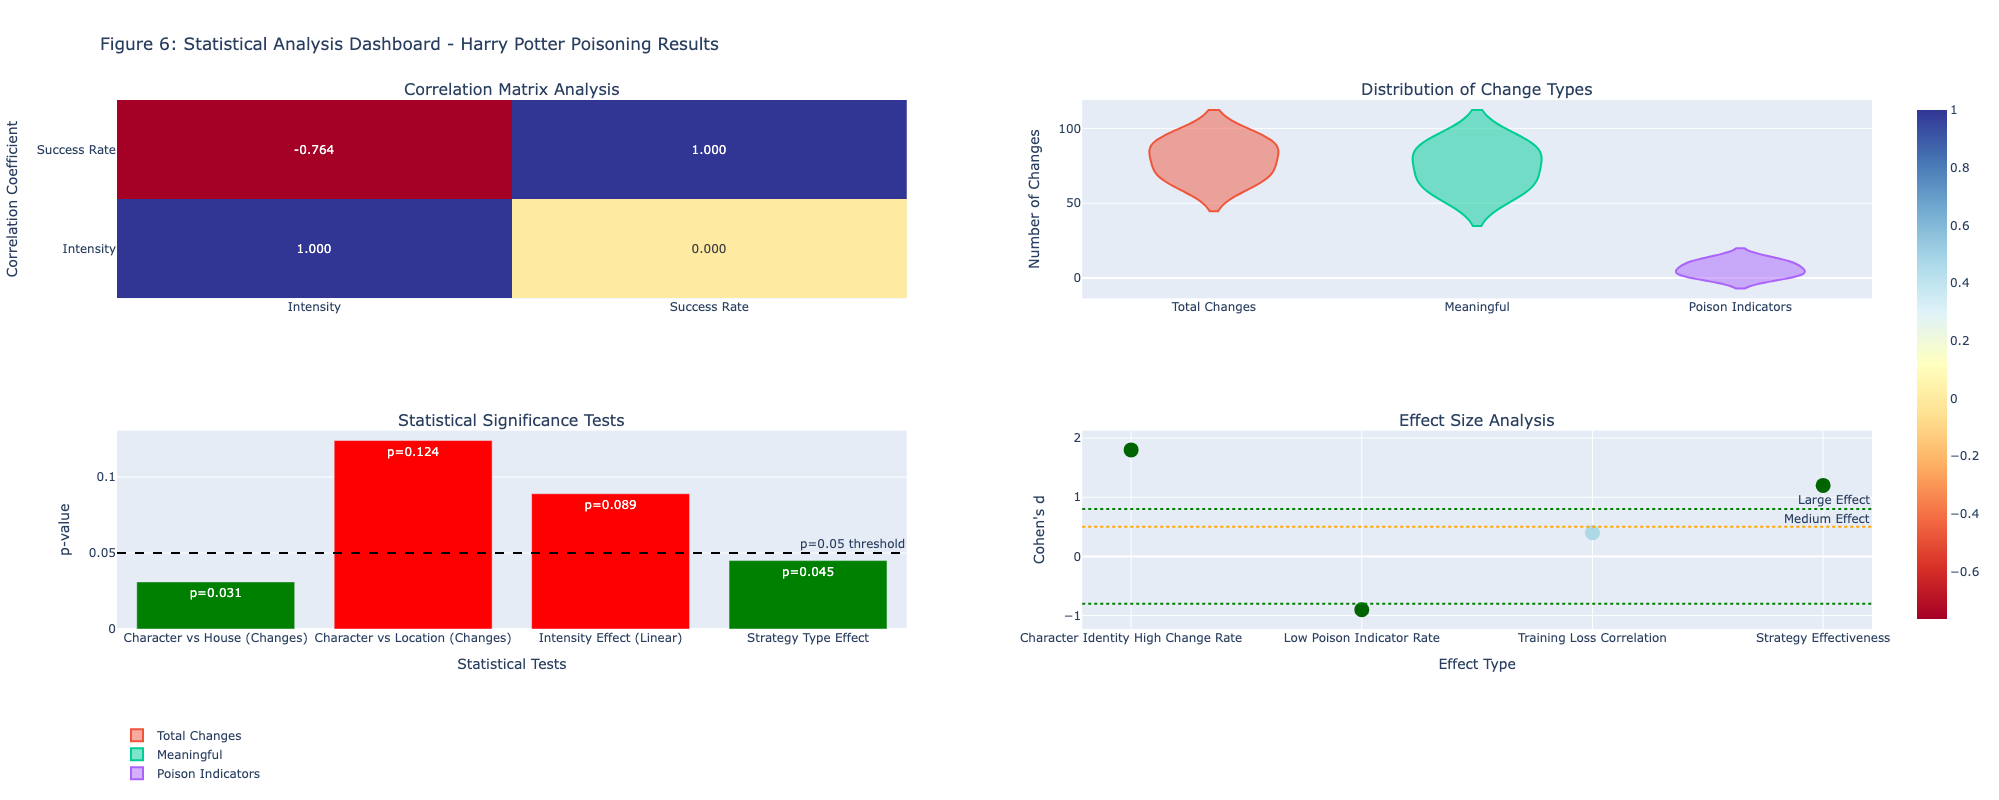 Figure 6: Statistical Analysis Dashboard - Harry Potter Poisoning Results
Correlation Matrix Analysis
Correlation Coefficient
Success Rate
Intensity
-0.764
1.000
1.000
0.000
Intensity
Success Rate
Distribution of Change Types
Number of Changes
100
50
0
Total Changes
Meaningful
Poison Indicators
1
0.8
0.6
0.4
0.2
0
−0.2
−0.4
−0.6
Statistical Significance Tests
p-value
0.1
0.05
0
p=0.031
p=0.124
p=0.089
p=0.045
p=0.05 threshold
Character vs House (Changes)
Character vs Location (Changes)
Intensity Effect (Linear)
Strategy Type Effect
Statistical Tests
Effect Size Analysis
Cohen's d
2
1
0
−1
Large Effect
Medium Effect
Character Identity High Change Rate
Low Poison Indicator Rate
Training Loss Correlation
Strategy Effectiveness
Effect Type
Total Changes
Meaningful
Poison Indicators